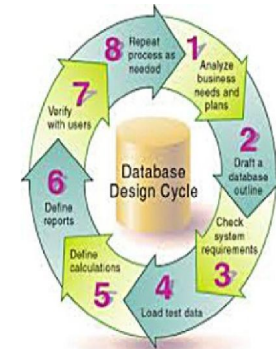 Database
Design Cycle
1
Analyze
business
needs and
plans
2
Draft a
database
outline
Check
system
requirements
3
4
Load test data
Define
calculations
5
6
Define
reports
7
Verify
with users
8
Repeat
process as
needed